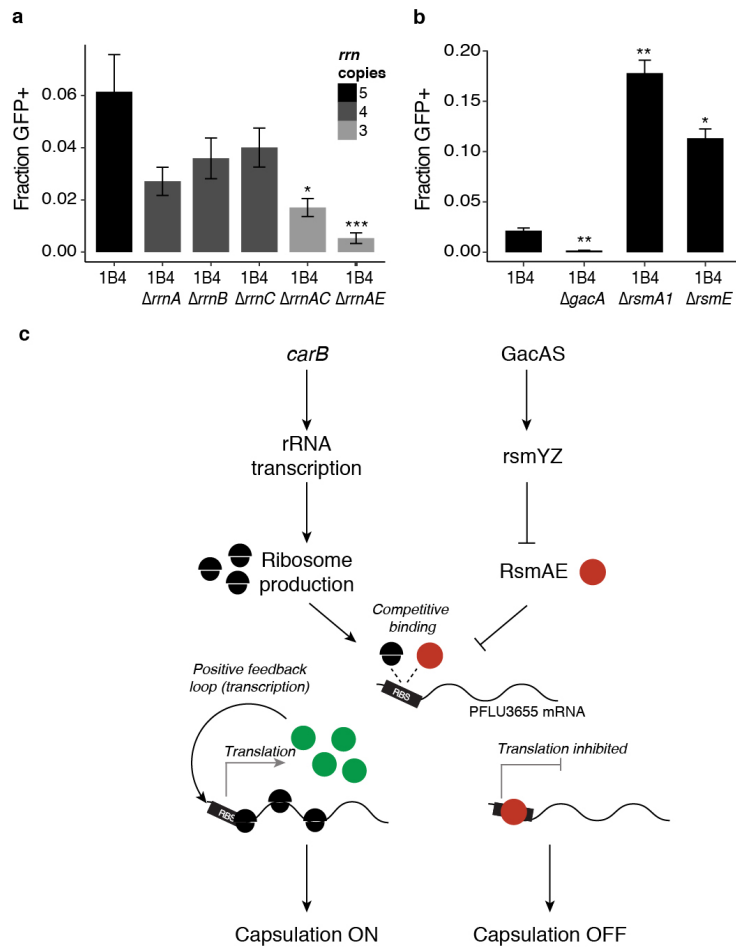 a
Fraction GFP+
0.06
0.04
0.02
0.00
rrn
copies
5
4
3
*
***
1B4
1B4
ΔrrnA
1B4
ΔrrnB
1B4
ΔrrnC
1B4
ΔrrnAC
1B4
ΔrrnAE
b
Fraction GFP+
0.20
0.15
0.10
0.05
0.00
**
**
*
1B4
1B4
ΔgacA
1B4
ΔrsmA1
1B4
ΔrsmE
c
carB
GacAS
rRNA
transcription
rsmYZ
Ribosome
production
RsmAE
Competitive
binding
RBS
PFLU3655 mRNA
Positive feedback
loop (transcription)
Translation
RBS
Translation inhibited
Capsulation ON
Capsulation OFF